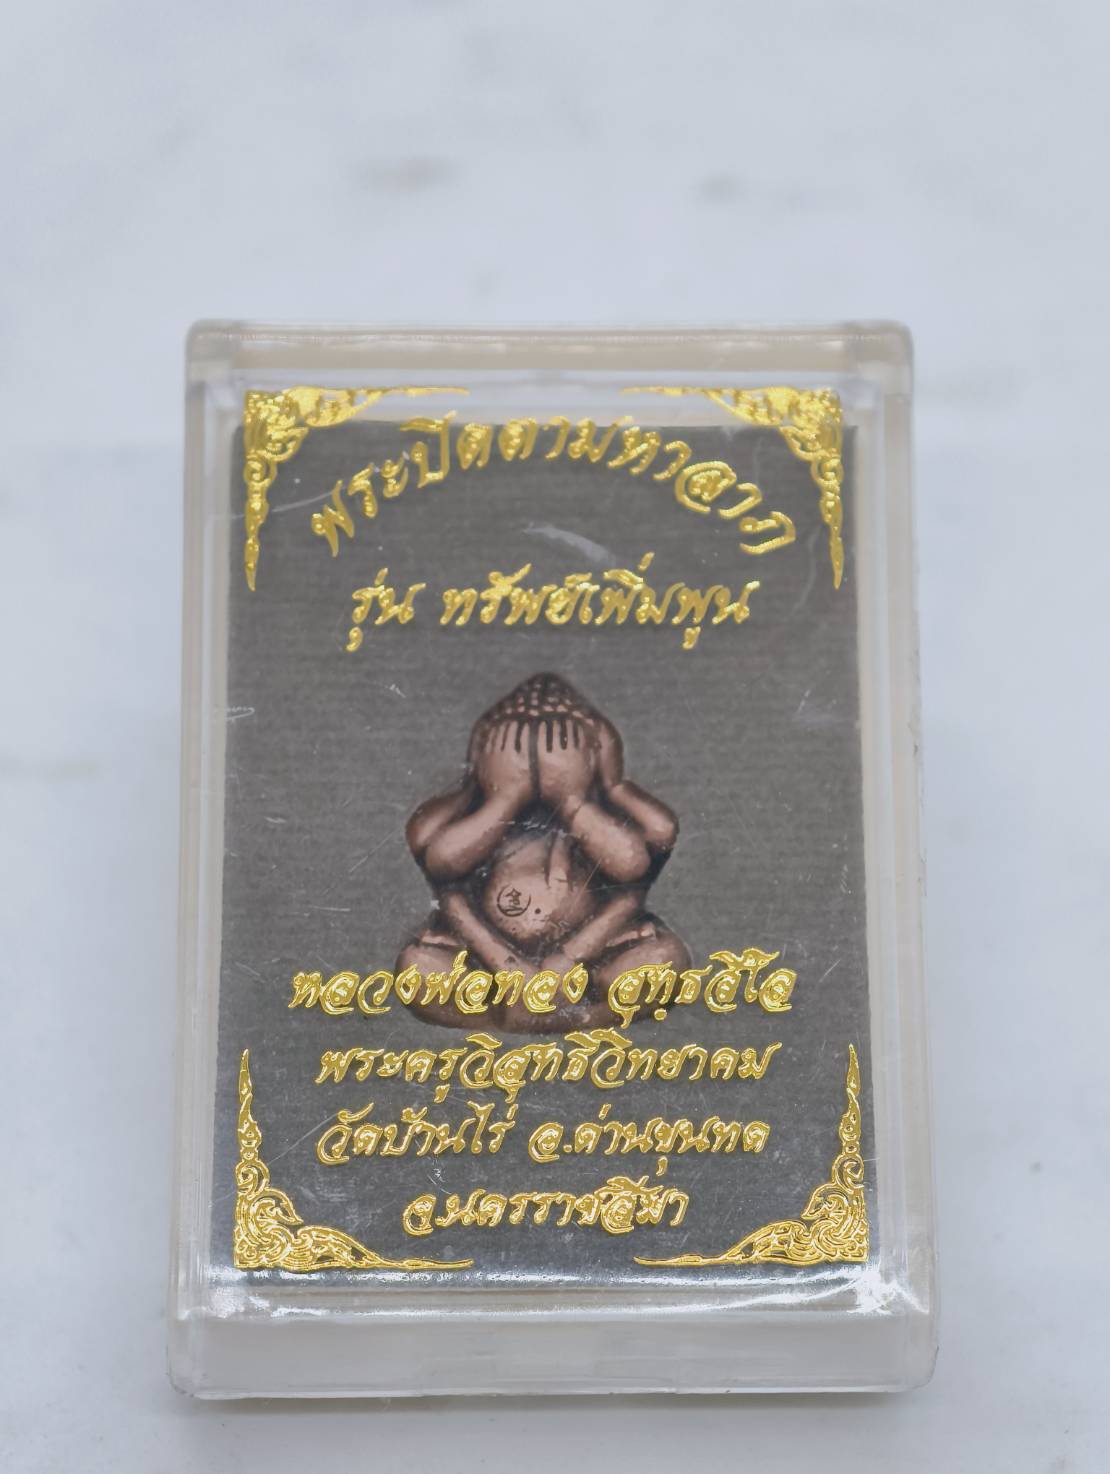 พระปิดตามหาลาภ
รุ่น ทรัพย์เพิ่มพูน
หลวงพ่อทอง สุทฺธสีโล
พระครูวิสุทธิวิทยาคม
วัดบ้านไร่ อ.ด่านขุนทด
จ.นครราชสีมา